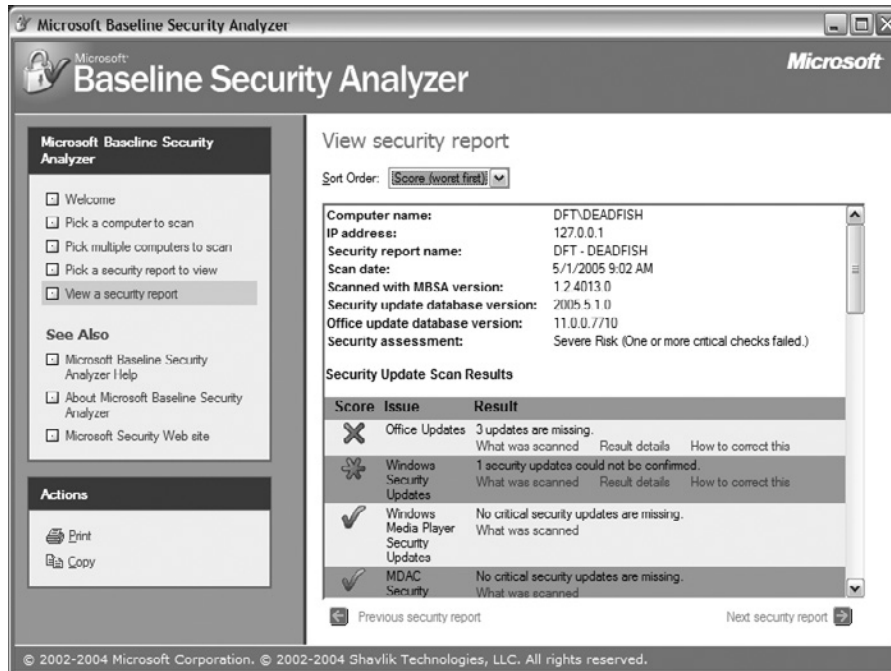 Microsoft Baseline Security Analyzer
Microsoft
Baseline Security Analyzer
Microsoft
Microsoft Baseline Security
Analyzer
Welcome
Pick a computer to scan
Pick multiple computers to scan
Pick a security report to view
View a security report
See Also
Microsoft Baseline Security
Analyzer Help
About Microsoft Baseline Security
Analyzer
Microsoft Security Web site
Actions
Print
Copy
View security report
Sort Order: Score (worst first)
Computer name: DFT\DEADFISH
IP address: 127.0.0.1
Security report name: DFT - DEADFISH
Scan date: 5/1/2005 9:02 AM
Scanned with MBSA version: 1.2.4013.0
Security update database version: 2005.5.1.0
Office update database version: 11.0.0.7710
Security assessment: Severe Risk (One or more critical checks failed.)
Security Update Scan Results
Score Issue Result
Office Updates 3 updates are missing.
What was scanned Result details How to correct this
Windows 1 security updates could not be confirmed.
Security What was scanned Result details How to correct this
Updates
Windows No critical security updates are missing.
Media Player What was scanned
Security
Updates
MDAC No critical security updates are missing.
Security What was scanned
Previous security report Next security report
© 2002-2004 Microsoft Corporation. © 2002-2004 Shavlik Technologies, LLC. All rights reserved.